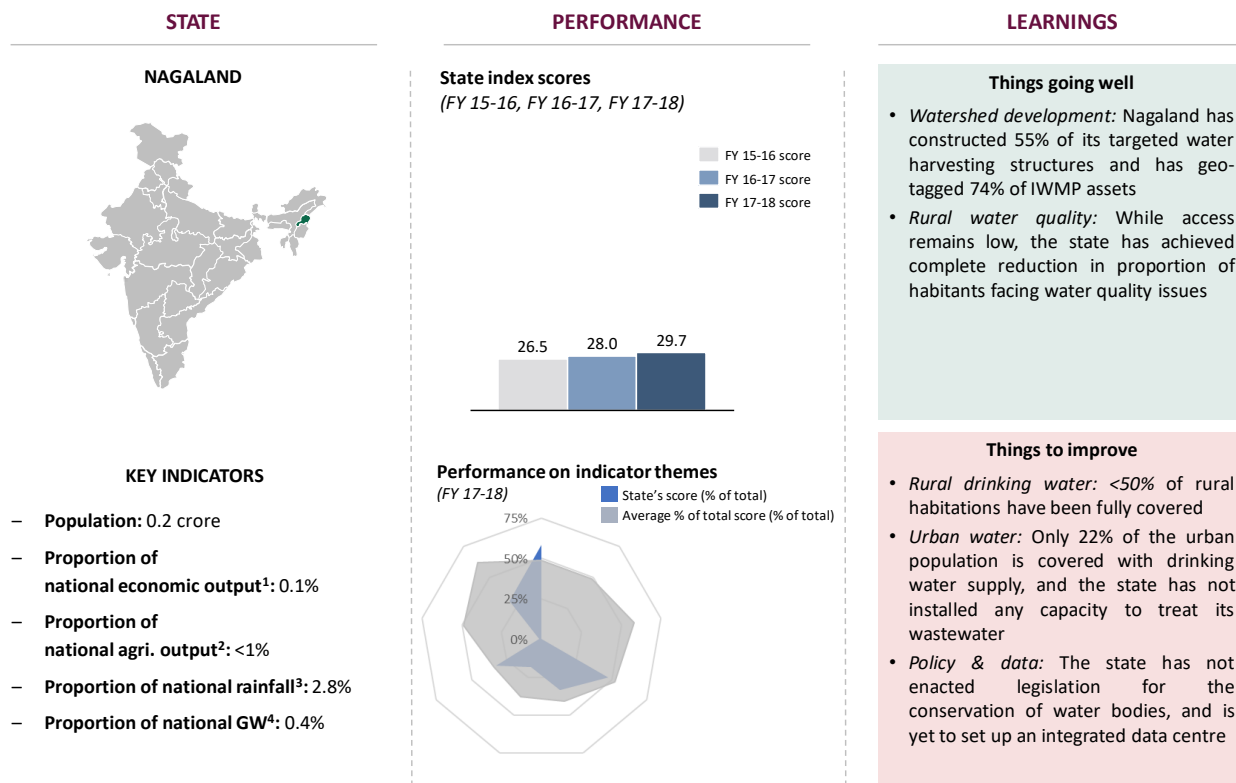 STATE
NAGALAND
KEY INDICATORS
– Population: 0.2 crore
– Proportion of
national economic output¹: 0.1%
– Proportion of
national agri. output²: <1%
– Proportion of national rainfall³: 2.8%
– Proportion of national GW⁴: 0.4%
PERFORMANCE
State index scores
(FY 15-16, FY 16-17, FY 17-18)
FY 15-16 score
FY 16-17 score
FY 17-18 score
26.5 28.0 29.7
Performance on indicator themes
(FY 17-18)
State's score (% of total)
Average % of total score (% of total)
75%
50%
25%
0%
LEARNINGS
Things going well
• Watershed development: Nagaland has
constructed 55% of its targeted water
harvesting structures and has geo-
tagged 74% of IWMP assets
• Rural water quality: While access
remains low, the state has achieved
complete reduction in proportion of
habitants facing water quality issues
Things to improve
• Rural drinking water: <50% of rural
habitations have been fully covered
• Urban water: Only 22% of the urban
population is covered with drinking
water supply, and the state has not
installed any capacity to treat its
wastewater
• Policy & data: The state has not
enacted legislation for the
conservation of water bodies, and is
yet to set up an integrated data centre